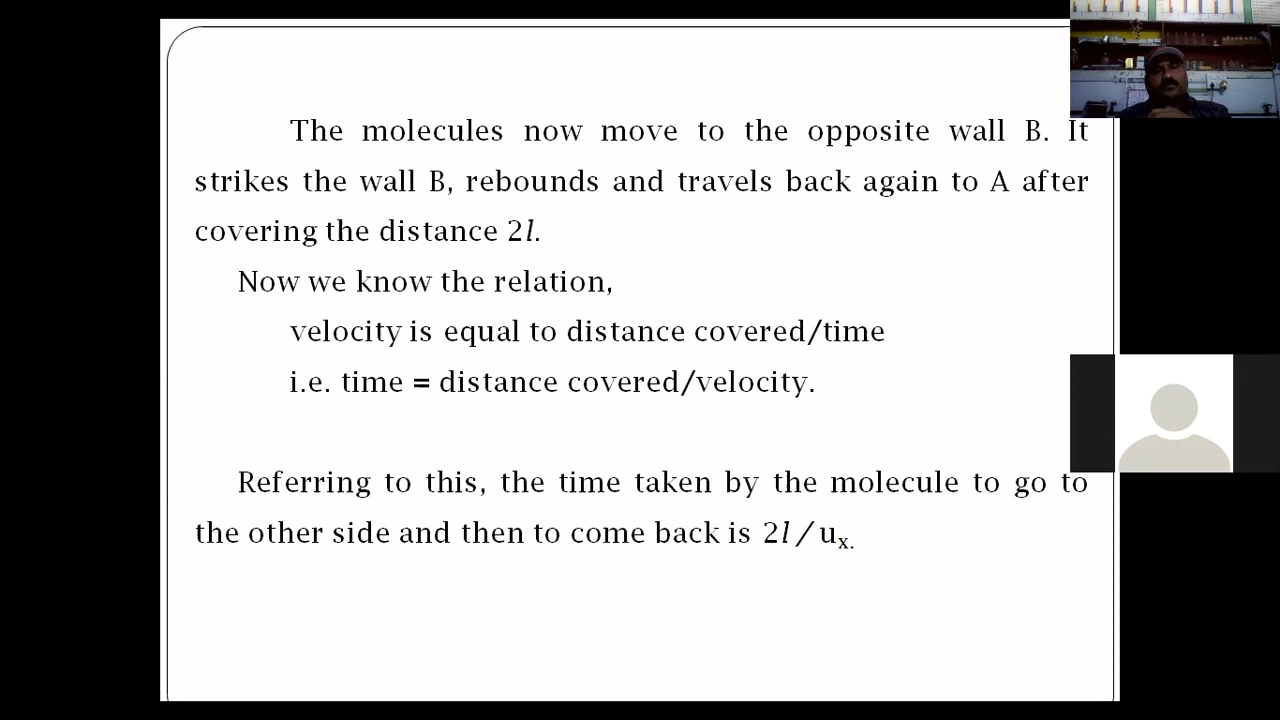 The molecules now move to the opposite wall B. It
strikes the wall B, rebounds and travels back again to A after
covering the distance 2l.
Now we know the relation,
velocity is equal to distance covered/time
i.e. time = distance covered/velocity.
Referring to this, the time taken by the molecule to go to
the other side and then to come back is 2l/uₓ.